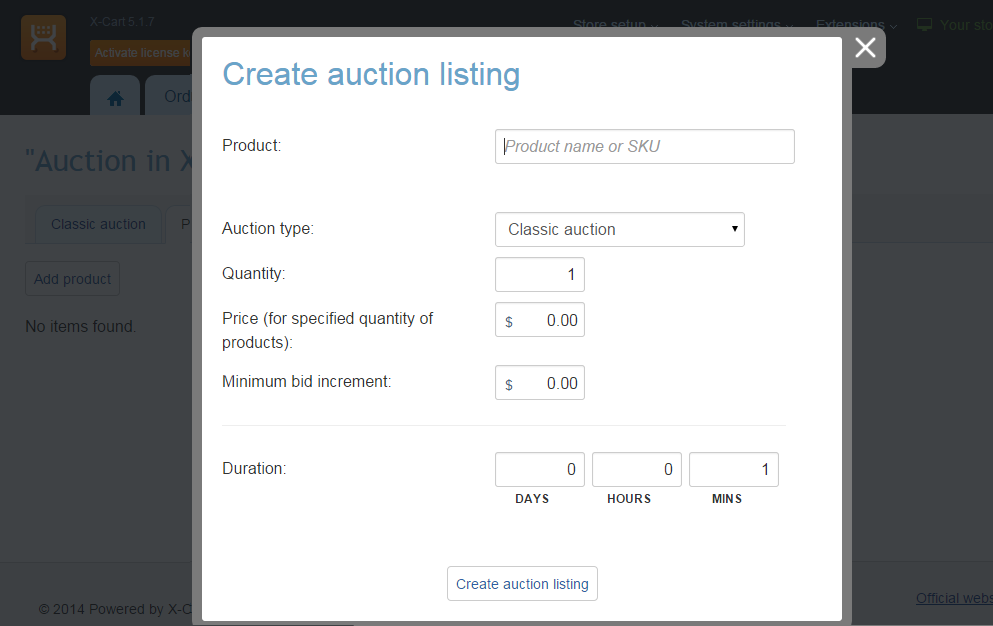 X-Cart 5.1.7
Store setup
System settings
Extensions
Your
Activate license
Create auction listing
"Auction in
Classic auction
Add product
No items found.
Product:
Product name or SKU
Auction type:
Classic auction
Quantity:
1
Price (for specified quantity of
products):
$ 0.00
Minimum bid increment:
$ 0.00
Duration:
0 0 1
DAYS HOURS MINS
Create auction listing
© 2014 Powered by
Official